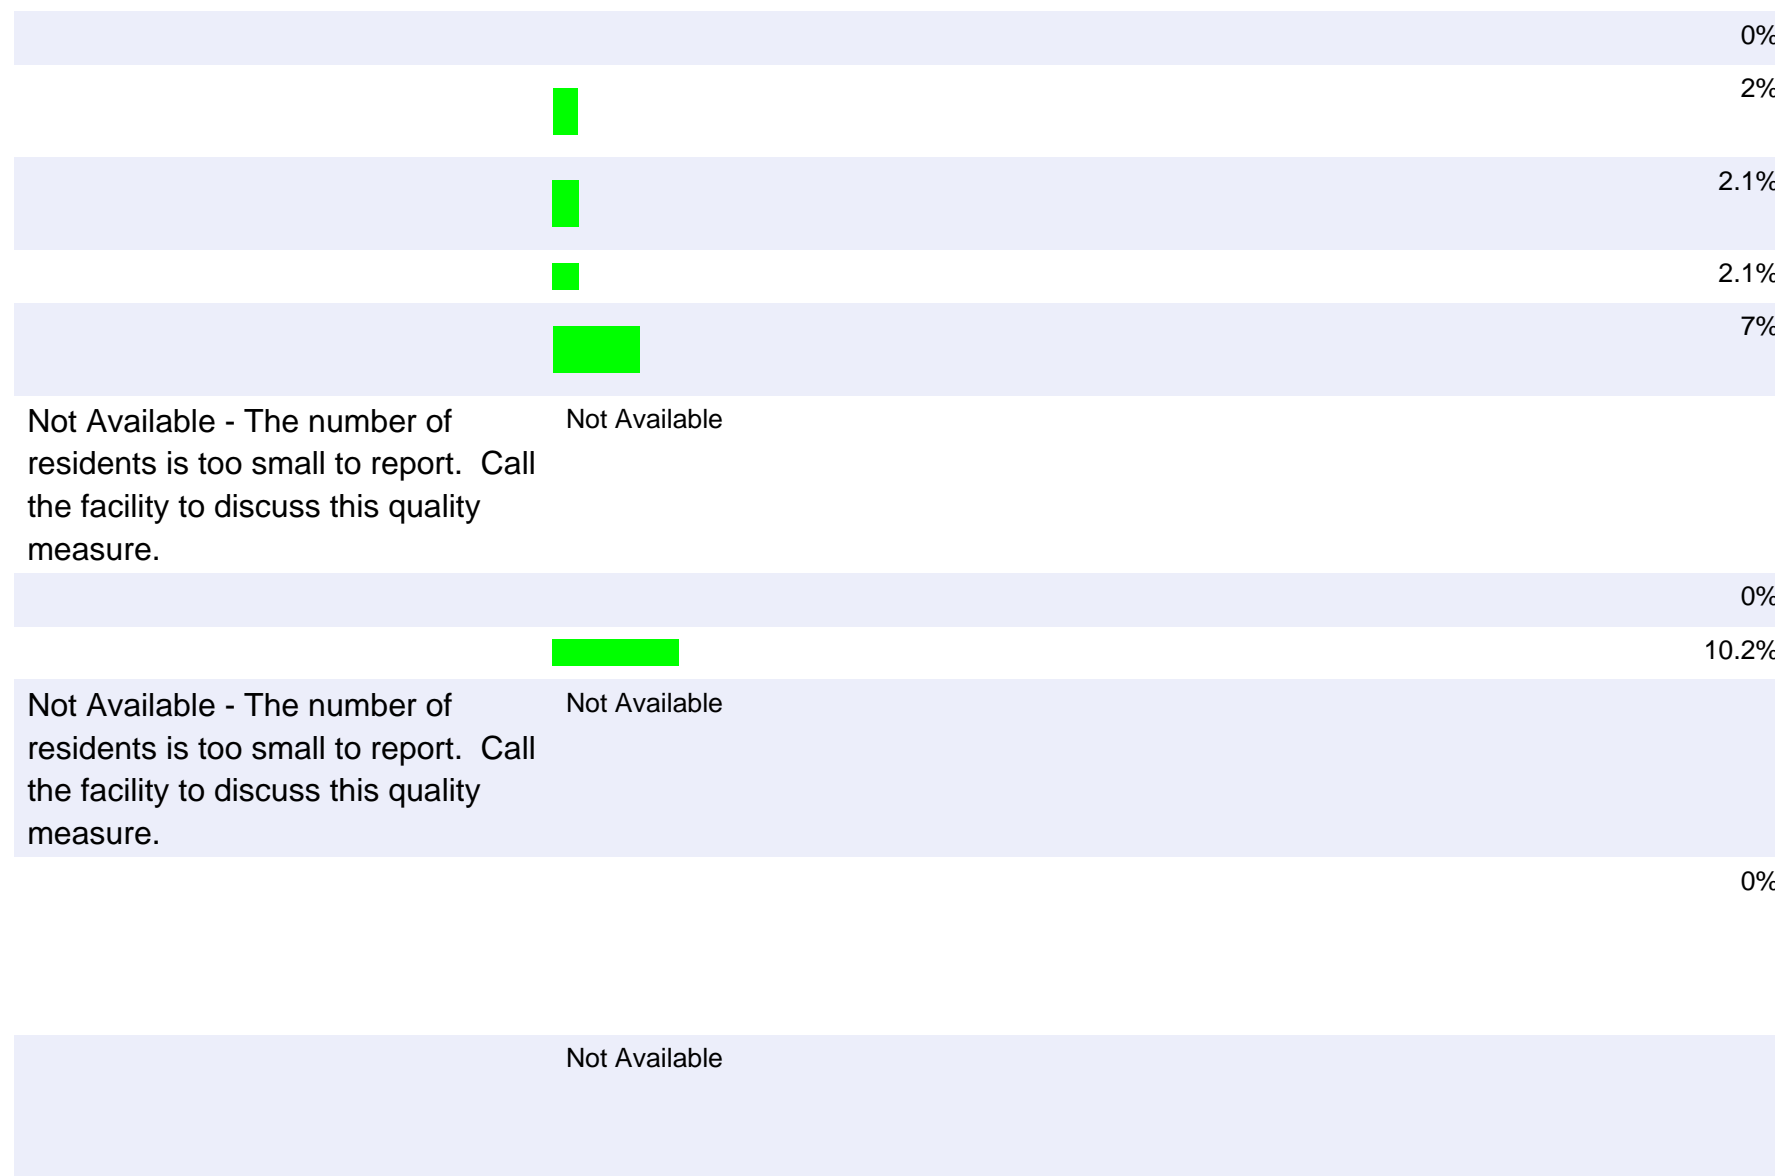 0%
2%
2.1%
2.1%
7%
Not Available - The number of Not Available
residents is too small to report.  Call
the facility to discuss this quality
measure.
0%
10.2%
Not Available - The number of Not Available
residents is too small to report.  Call
the facility to discuss this quality
measure.
0%
Not Available